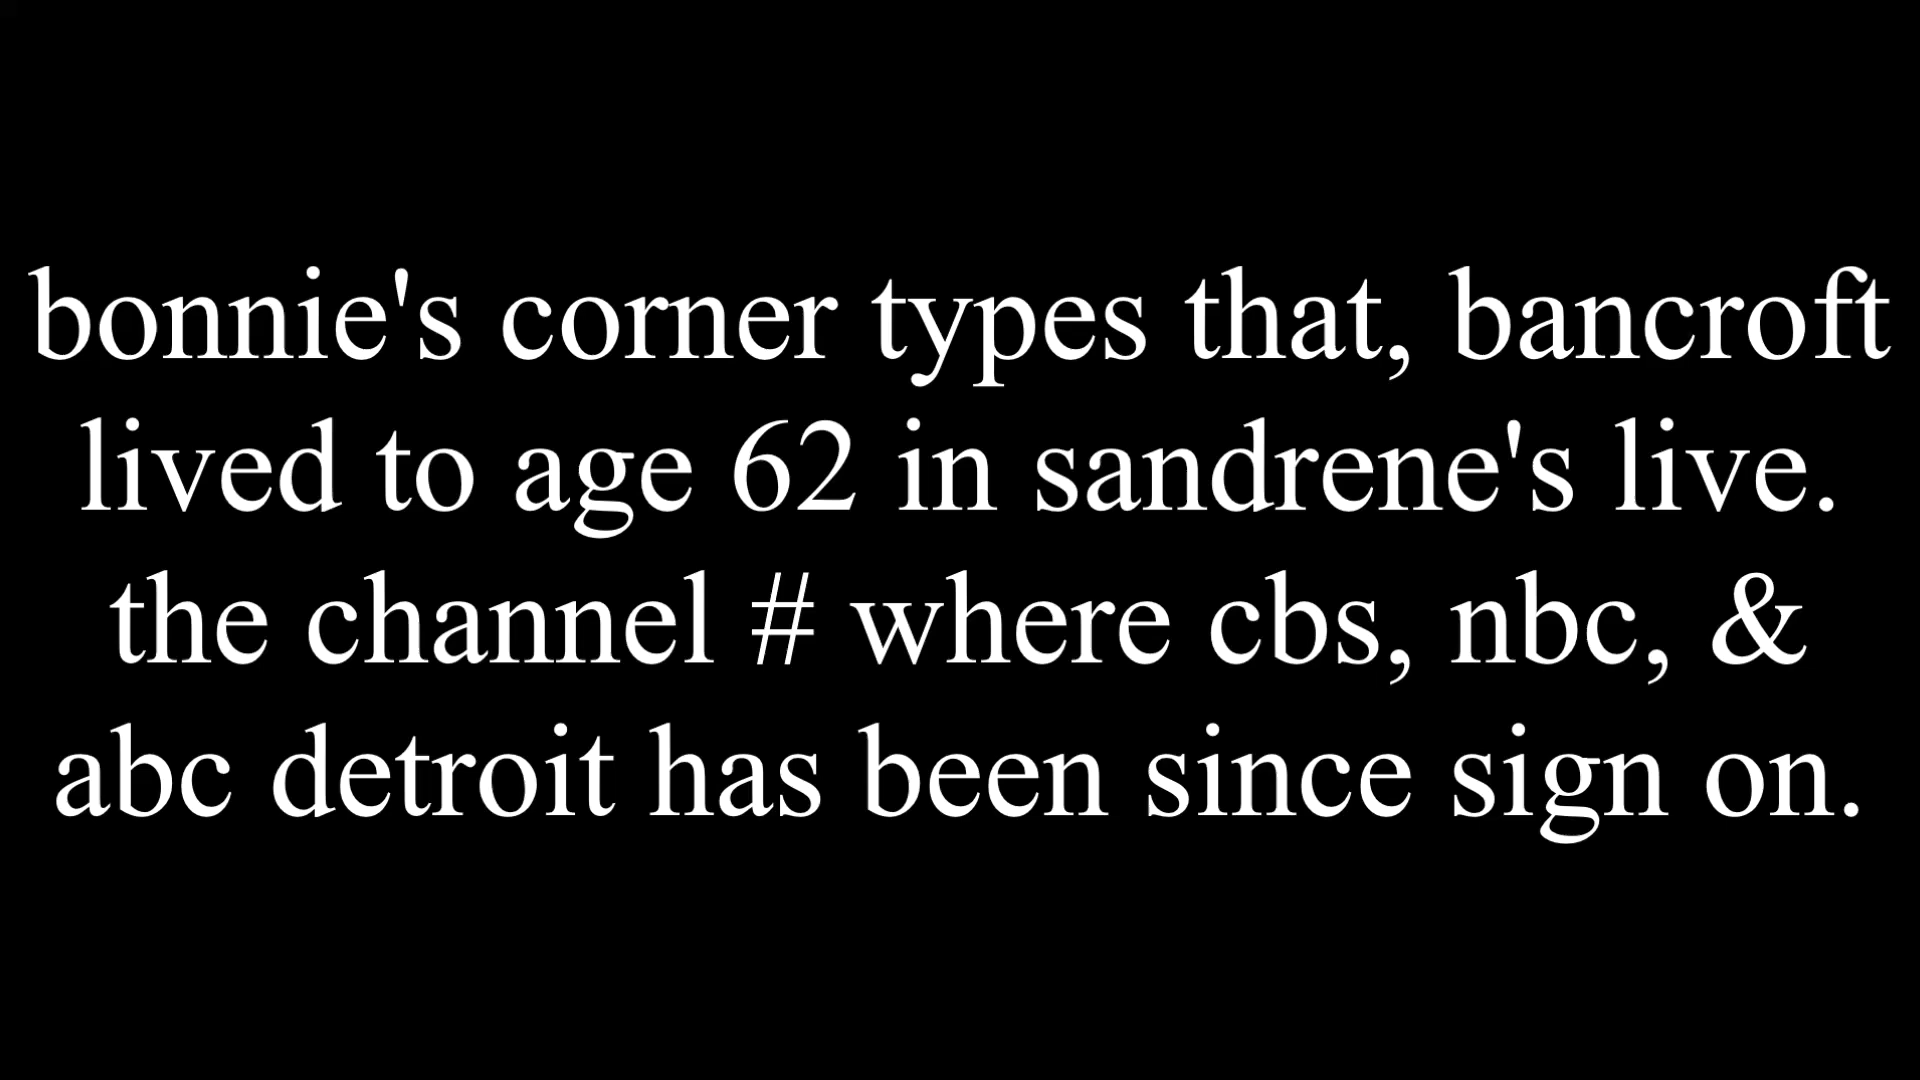 bonnie's corner types that, bancroft
lived to age 62 in sandrene's live.
the channel # where cbs, nbc, &
abc detroit has been since sign on.